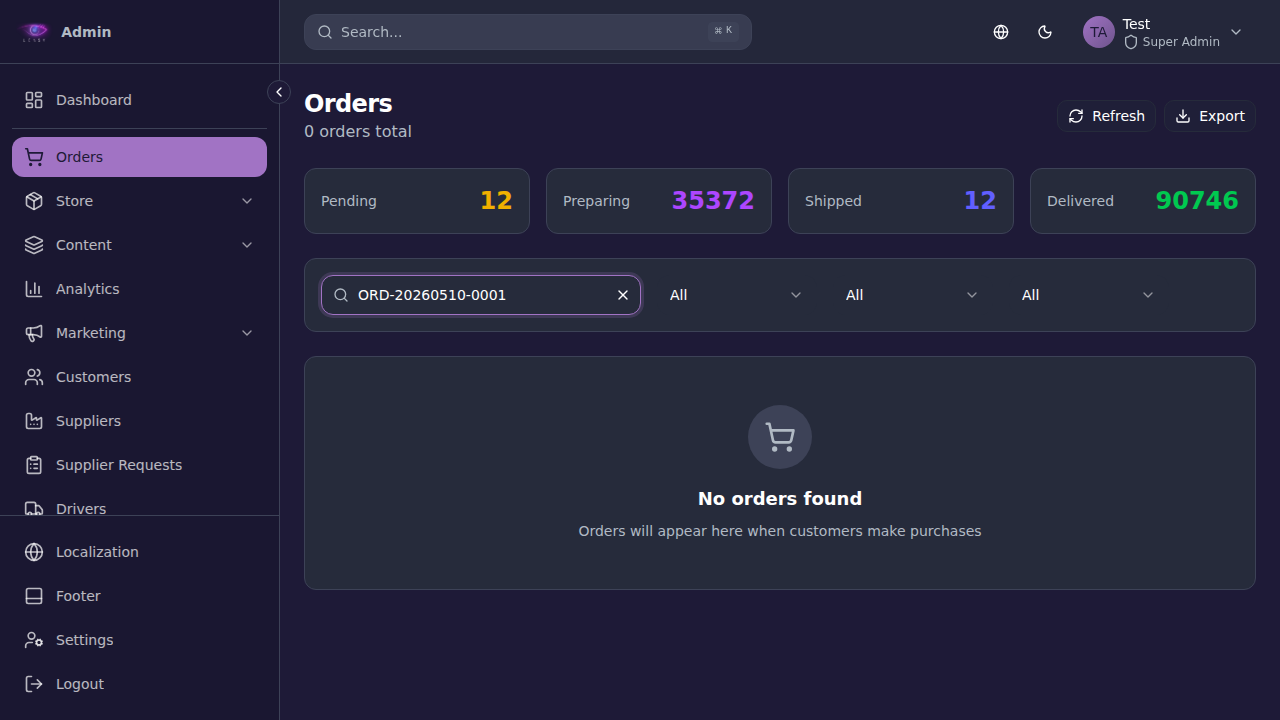 Admin
Search...
⌘ K
TA
Test
Super Admin
Dashboard
Orders
Store
Content
Analytics
Marketing
Customers
Suppliers
Supplier Requests
Drivers
Localization
Footer
Settings
Logout
Orders
0 orders total
Refresh
Export
Pending 12
Preparing 35372
Shipped 12
Delivered 90746
ORD-20260510-0001
All
All
All
No orders found
Orders will appear here when customers make purchases